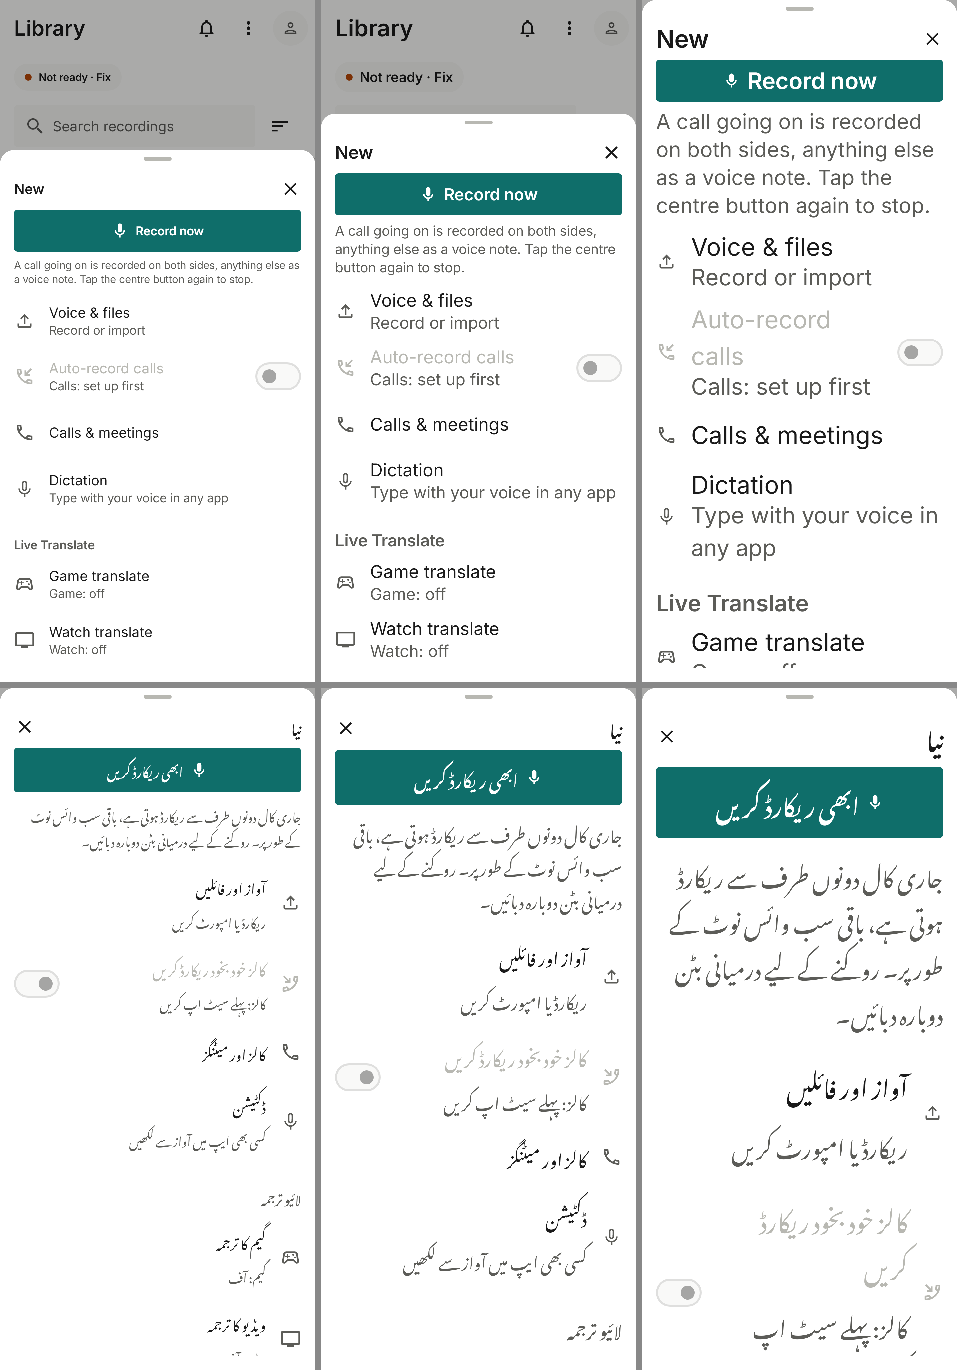 Library
Not ready · Fix
Search recordings
New
Record now
A call going on is recorded on both sides, anything else as
a voice note. Tap the centre button again to stop.
Voice & files
Record or import
Auto-record calls
Calls: set up first
Calls & meetings
Dictation
Type with your voice in any app
Live Translate
Game translate
Game: off
Watch translate
Watch: off
Library
Not ready · Fix
New
Record now
A call going on is recorded on both sides,
anything else as a voice note. Tap the centre
button again to stop.
Voice & files
Record or import
Auto-record calls
Calls: set up first
Calls & meetings
Dictation
Type with your voice in any app
Live Translate
Game translate
Game: off
Watch translate
Watch: off
New
Record now
A call going on is recorded
on both sides, anything else
as a voice note. Tap the
centre button again to stop.
Voice & files
Record or import
Auto-record
calls
Calls: set up first
Calls & meetings
Dictation
Type with your voice in
any app
Live Translate
Game translate
نیا
ابھی ریکارڈ کریں
جاری کال دونوں طرف سے ریکارڈ ہوتی ہے، باقی سب وائس نوٹ
کے طور پر۔ روکنے کے لیے درمیانی بٹن دوبارہ دبائیں۔
آواز اور فائلیں
ریکارڈ یا امپورٹ کریں
کالز خود بخود ریکارڈ کریں
کالز: پہلے سیٹ اپ کریں
کالز اور میٹنگز
ڈکٹیشن
کسی بھی ایپ میں آواز سے لکھیں
لائیو ترجمہ
گیم کا ترجمہ
گیم: آف
ویڈیو کا ترجمہ
نیا
ابھی ریکارڈ کریں
جاری کال دونوں طرف سے ریکارڈ ہوتی ہے، باقی
سب وائس نوٹ کے طور پر۔ روکنے کے لیے
درمیانی بٹن دوبارہ دبائیں۔
آواز اور فائلیں
ریکارڈ یا امپورٹ کریں
کالز خود بخود ریکارڈ کریں
کالز: پہلے سیٹ اپ کریں
کالز اور میٹنگز
ڈکٹیشن
کسی بھی ایپ میں آواز سے لکھیں
لائیو ترجمہ
نیا
ابھی ریکارڈ کریں
جاری کال دونوں طرف سے ریکارڈ
ہوتی ہے، باقی سب وائس نوٹ کے
طور پر۔ روکنے کے لیے درمیانی بٹن
دوبارہ دبائیں۔
آواز اور فائلیں
ریکارڈ یا امپورٹ کریں
کالز خود بخود ریکارڈ
کریں
کالز: پہلے سیٹ اپ